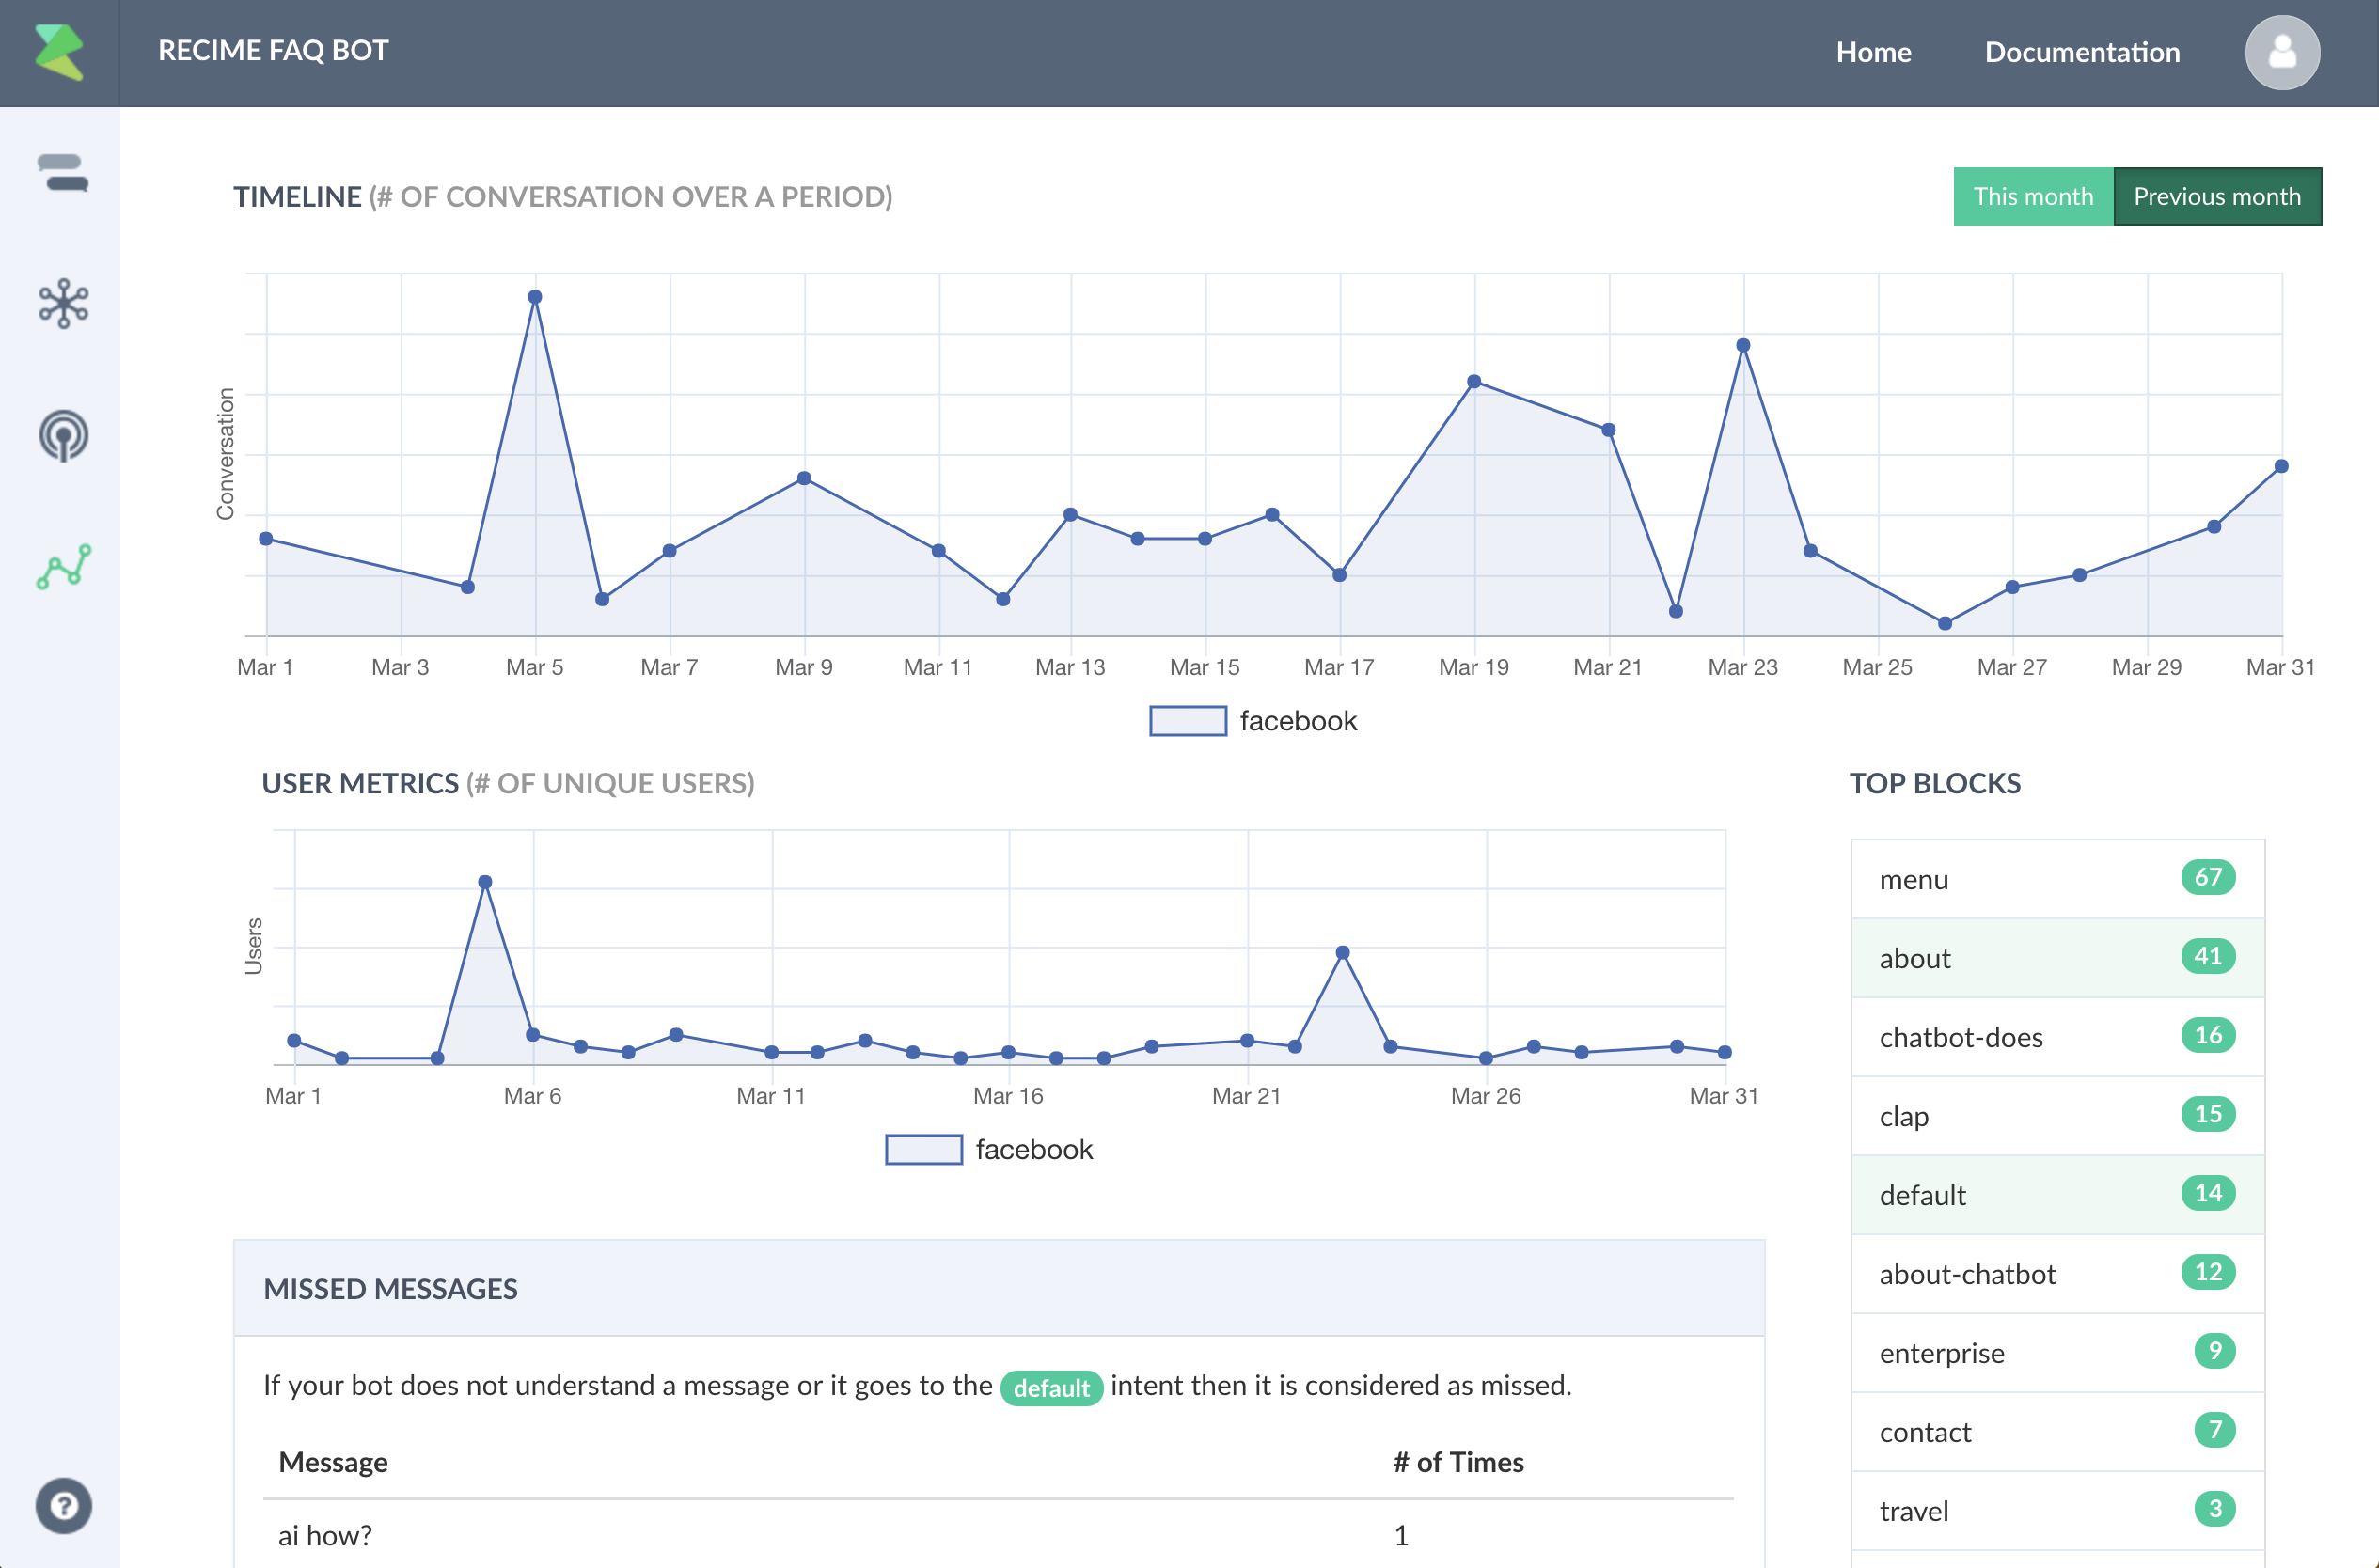 RECIME FAQ BOT
Home
Documentation
TIMELINE (# OF CONVERSATION OVER A PERIOD)
This month
Previous month
Conversation
Mar 1 Mar 3 Mar 5 Mar 7 Mar 9 Mar 11 Mar 13 Mar 15 Mar 17 Mar 19 Mar 21 Mar 23 Mar 25 Mar 27 Mar 29 Mar 31
facebook
USER METRICS (# OF UNIQUE USERS)
Users
Mar 1 Mar 6 Mar 11 Mar 16 Mar 21 Mar 26 Mar 31
facebook
TOP BLOCKS
menu 67
about 41
chatbot-does 16
clap 15
default 14
about-chatbot 12
enterprise 9
contact 7
travel 3
MISSED MESSAGES
If your bot does not understand a message or it goes to the default intent then it is considered as missed.
Message # of Times
ai how? 1
?